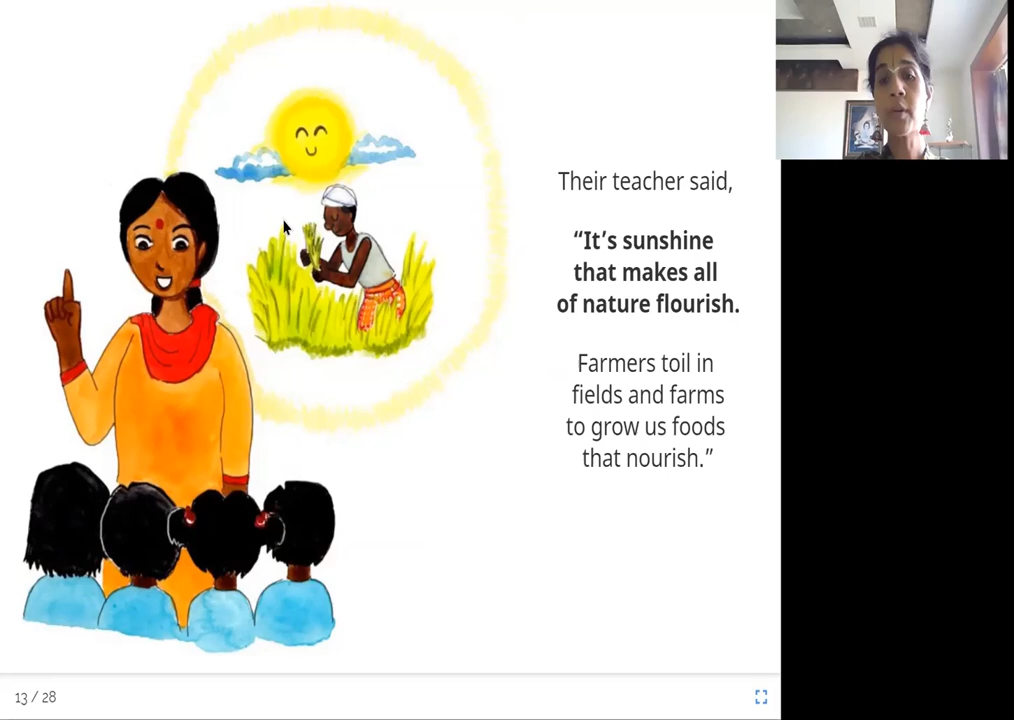 Their teacher said,
“It’s sunshine
that makes all
of nature flourish.
Farmers toil in
fields and farms
to grow us foods
that nourish.”
13 / 28